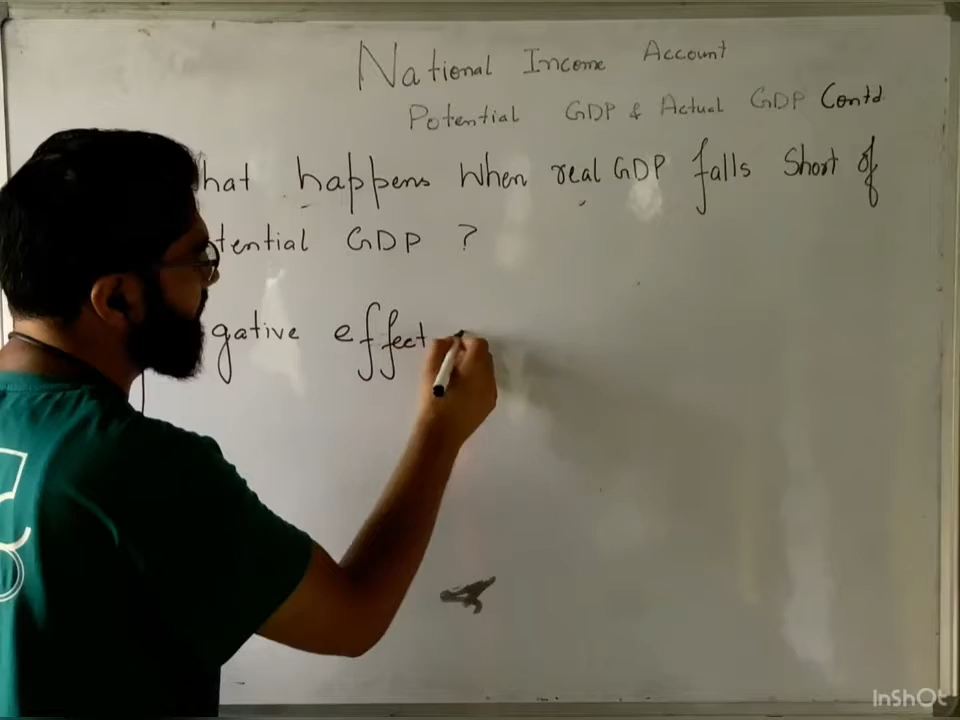 National Income Account
Potential GDP & Actual GDP Contd.
hat happens when real GDP falls Short of
tential GDP ?
gative effect
InShOt